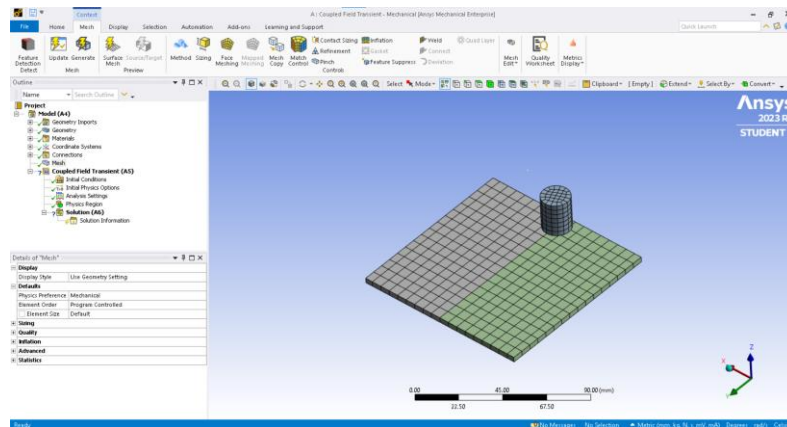 Context
A : Coupled Field Transient - Mechanical [Ansys Mechanical Enterprise]
File Home Mesh Display Selection Automation Add-ons Learning and Support
Quick Launch
Feature Detection
Update Generate
Surface Mesh
Source/Target
Method Sizing
Face Meshing
Mapped Meshing
Mesh Copy
Match Control
Contact Sizing
Refinement
Pinch
Inflation
Gasket
Feature Suppress
Weld
Connect
Deviation
Quad Layer
Mesh Edit
Quality Worksheet
Metrics Display
Detect Mesh Preview Controls
Outline
Name Search Outline
Select Mode Clipboard [Empty] Extend Select By Convert
Project
Model (A4)
Geometry Imports
Geometry
Materials
Coordinate Systems
Connections
Mesh
Coupled Field Transient (A5)
Initial Conditions
Initial Physics Options
Analysis Settings
Physics Region
Solution (A6)
Solution Information
Ansys
2023 R
STUDENT
Details of "Mesh"
Display
Display Style Use Geometry Setting
Defaults
Physics Preference Mechanical
Element Order Program Controlled
Element Size Default
Sizing
Quality
Inflation
Advanced
Statistics
0.00 45.00 90.00 (mm)
22.50 67.50
Z
X
Y
Ready
No Messages No Selection Metric (mm, kg, N, s, mV, mA) Degrees rad/s Celsi